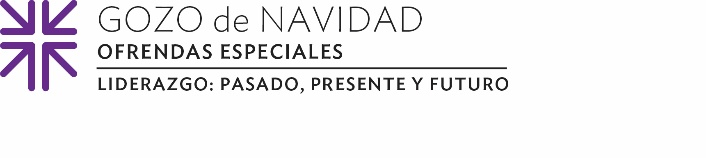 GOZO de NAVIDAD
OFRENDAS ESPECIALES
LIDERAZGO: PASADO, PRESENTE Y FUTURO